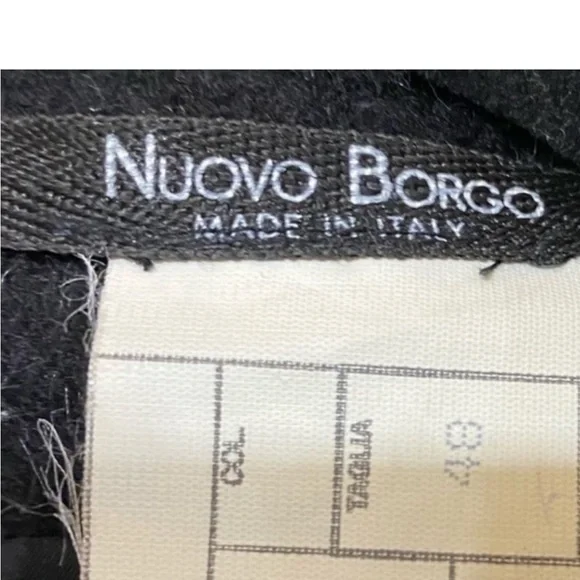 NUOVO BORGO
MADE IN ITALY
COL.
TAGLIA
48